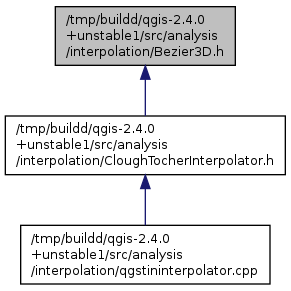 /tmp/buildd/qgis-2.4.0
+unstable1/src/analysis
/interpolation/Bezier3D.h
/tmp/buildd/qgis-2.4.0
+unstable1/src/analysis
/interpolation/CloughTocherInterpolator.h
/tmp/buildd/qgis-2.4.0
+unstable1/src/analysis
/interpolation/qgstininterpolator.cpp